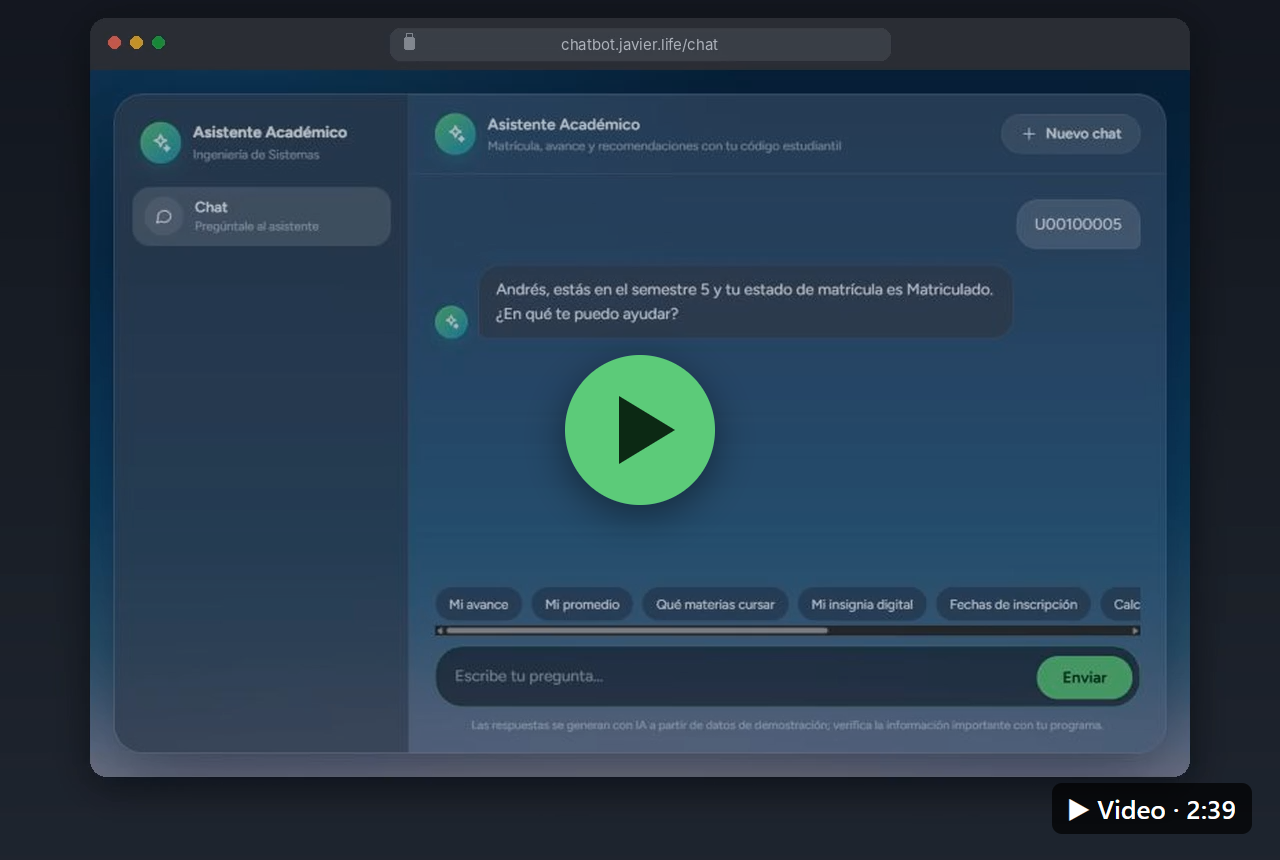 chatbot.javier.life/chat
Asistente Académico
Ingeniería de Sistemas
Chat
Pregúntale al asistente
Asistente Académico
Matrícula, avance y recomendaciones con tu código estudiantil
+ Nuevo chat
U00100005
Andrés, estás en el semestre 5 y tu estado de matrícula es Matriculado.
¿En qué te puedo ayudar?
Mi avance
Mi promedio
Qué materias cursar
Mi insignia digital
Fechas de inscripción
Calc
Escribe tu pregunta...
Enviar
Las respuestas se generan con IA a partir de datos de demostración; verifica la información importante con tu programa.
▶ Video · 2:39